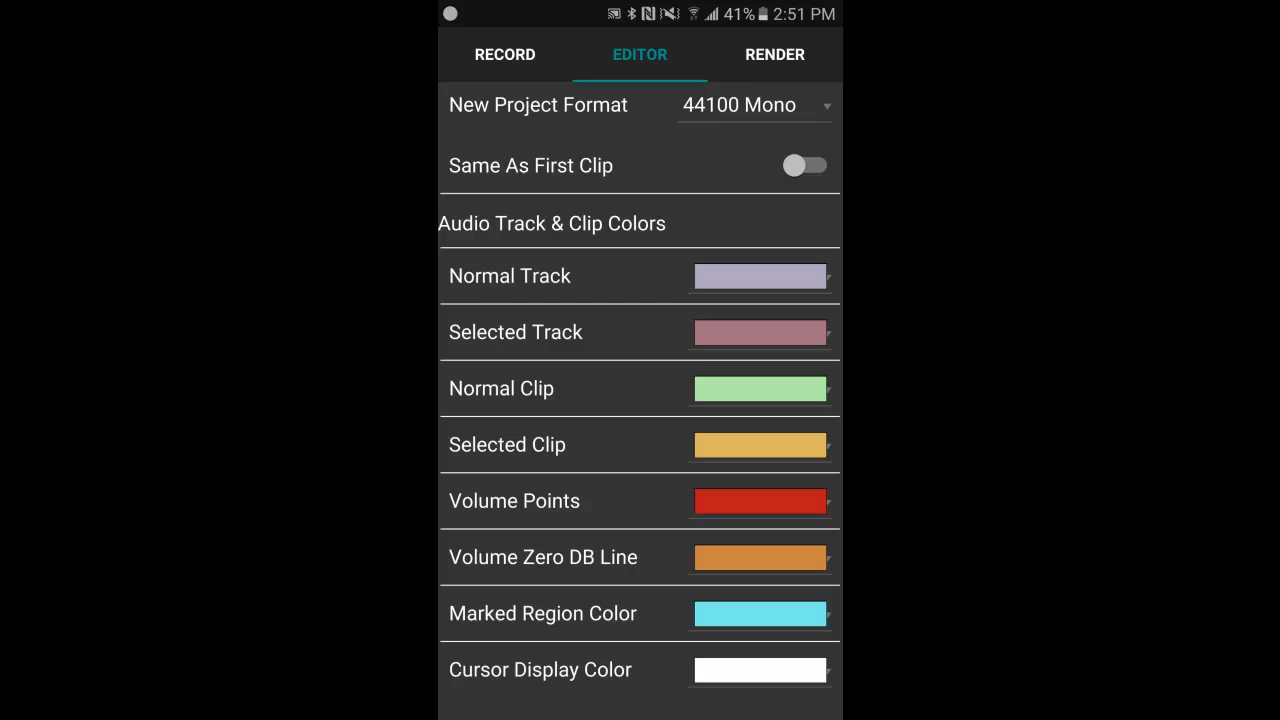 41% 2:51 PM
RECORD EDITOR RENDER
New Project Format 44100 Mono
Same As First Clip
Audio Track & Clip Colors
Normal Track
Selected Track
Normal Clip
Selected Clip
Volume Points
Volume Zero DB Line
Marked Region Color
Cursor Display Color